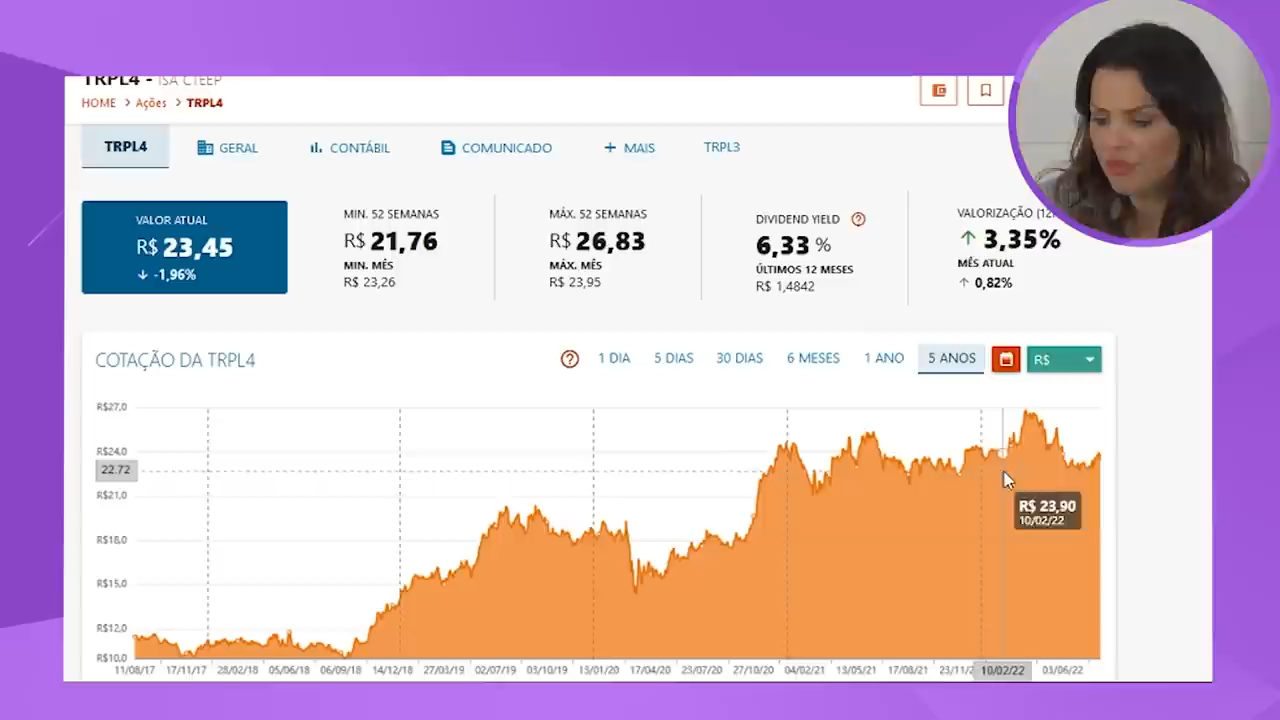 TRPL4 - ISA CTEEP
HOME > Ações > TRPL4
TRPL4 GERAL CONTÁBIL COMUNICADO + MAIS TRPL3
VALOR ATUAL
R$ 23,45
-1,96%
MIN. 52 SEMANAS
R$ 21,76
MIN. MÊS
R$ 23,26
MÁX. 52 SEMANAS
R$ 26,83
MÁX. MÊS
R$ 23,95
DIVIDEND YIELD ?
6,33 %
ÚLTIMOS 12 MESES
R$ 1,4842
VALORIZAÇÃO (12
3,35%
MÊS ATUAL
0,82%
COTAÇÃO DA TRPL4
? 1 DIA 5 DIAS 30 DIAS 6 MESES 1 ANO 5 ANOS R$
R$27,0
R$24,0
22.72
R$21,0
R$18,0
R$15,0
R$12,0
R$10,0
R$ 23,90
10/02/22
11/08/17 17/11/17 28/02/18 05/06/18 06/09/18 14/12/18 27/03/19 02/07/19 03/10/19 13/01/20 17/04/20 23/07/20 27/10/20 04/02/21 13/05/21 17/08/21 23/11/2 10/02/22 03/06/22